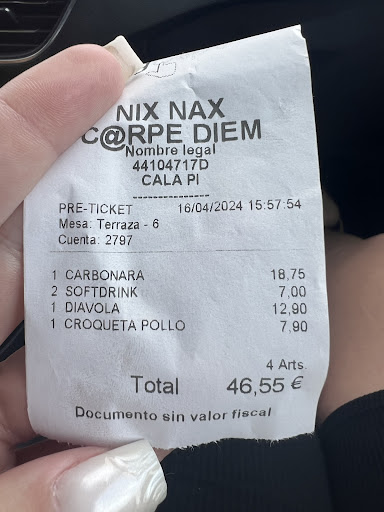 NIX NAX
C@RPE DIEM
Nombre legal
44104717D
CALA PI
PRE-TICKET 16/04/2024 15:57:54
Mesa: Terraza - 6
Cuenta: 2797
1 CARBONARA 18,75
2 SOFTDRINK 7,00
1 DIAVOLA 12,90
1 CROQUETA POLLO 7,90
4 Arts.
Total 46,55 €
Documento sin valor fiscal